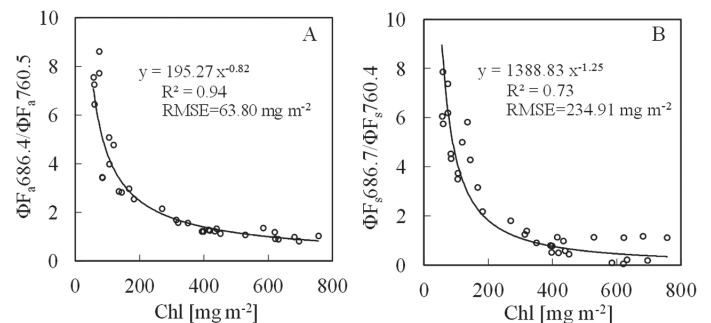 A
y = 195.27 x^-0.82
R² = 0.94
RMSE=63.80 mg m⁻²
ΦFₐ686.4/ΦFₐ760.5
10
8
6
4
2
0
0 200 400 600 800
Chl [mg m⁻²]
B
y = 1388.83 x^-1.25
R² = 0.73
RMSE=234.91 mg m⁻²
ΦFₛ686.7/ΦFₛ760.4
10
8
6
4
2
0
0 200 400 600 800
Chl [mg m⁻²]